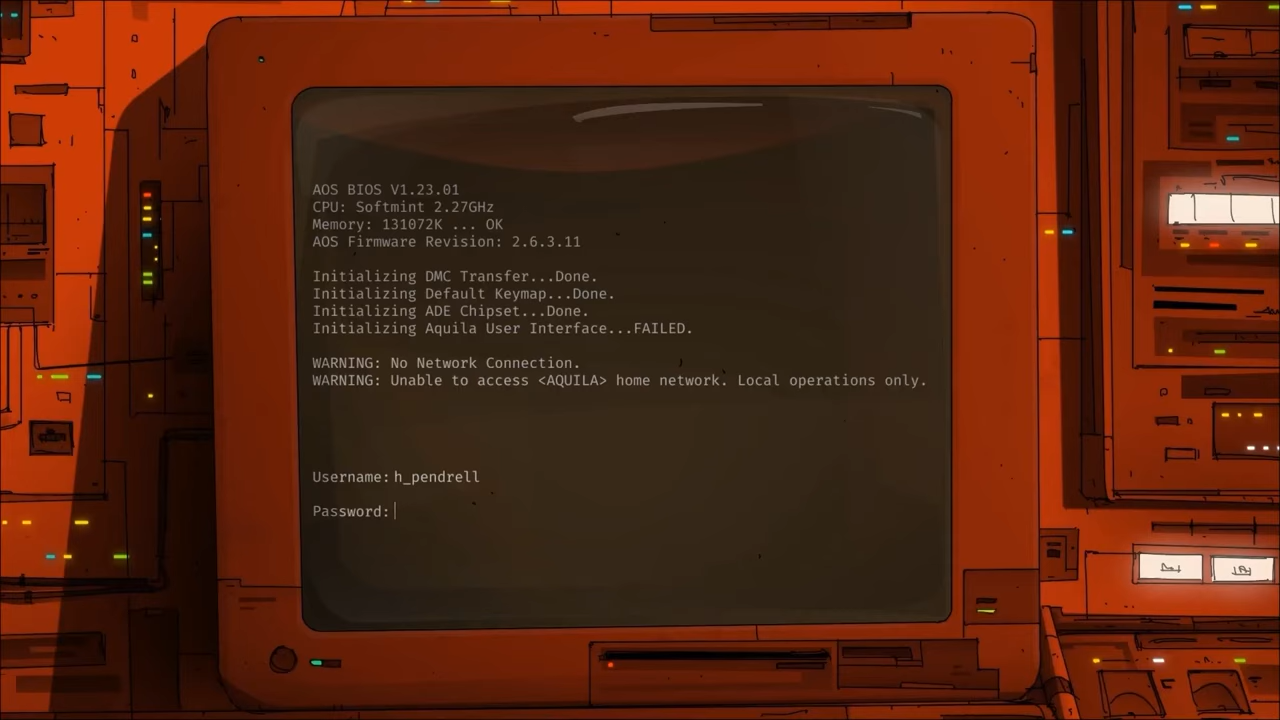 AOS BIOS V1.23.01
CPU: Softmint 2.27GHz
Memory: 131072K ... OK
AOS Firmware Revision: 2.6.3.11
Initializing DMC Transfer...Done.
Initializing Default Keymap...Done.
Initializing ADE Chipset...Done.
Initializing Aquila User Interface...FAILED.
WARNING: No Network Connection.
WARNING: Unable to access <AQUILA> home network. Local operations only.
Username: h_pendrell
Password: